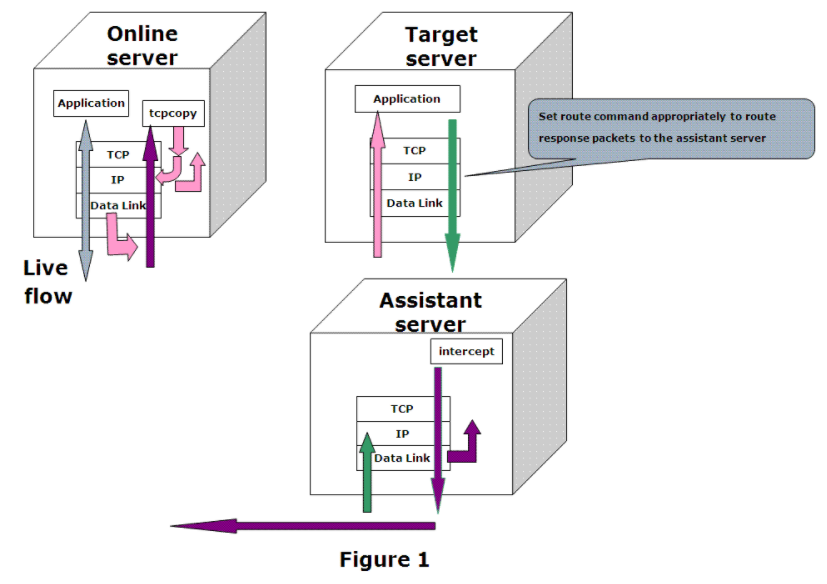 Online
server
Application
tcpcopy
TCP
IP
Data Link
Live
flow
Target
server
Application
TCP
IP
Data Link
Set route command appropriately to route
response packets to the assistant server
Assistant
server
intercept
TCP
IP
Data Link
Figure 1